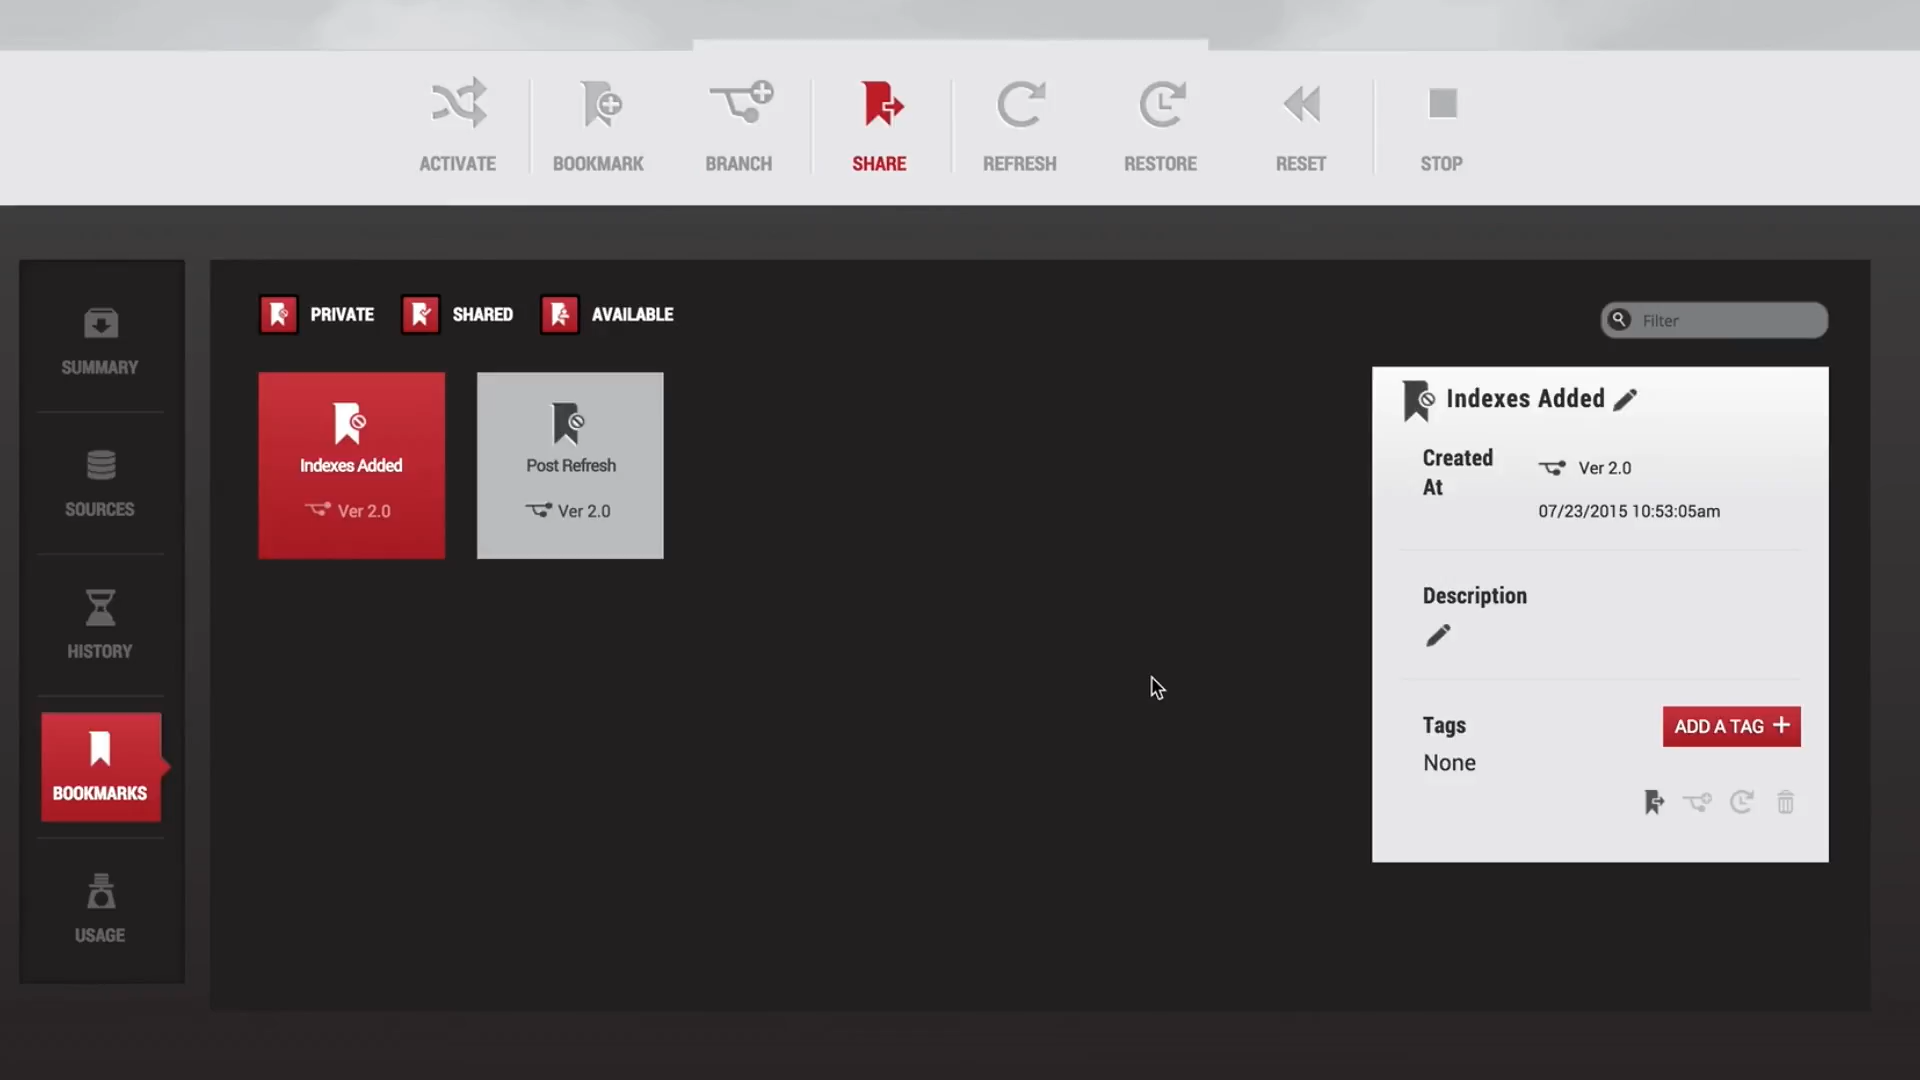 ACTIVATE
BOOKMARK
BRANCH
SHARE
REFRESH
RESTORE
RESET
STOP
SUMMARY
SOURCES
HISTORY
BOOKMARKS
USAGE
PRIVATE
SHARED
AVAILABLE
Filter
Indexes Added
Ver 2.0
Post Refresh
Ver 2.0
Indexes Added
Created
At
Ver 2.0
07/23/2015 10:53:05am
Description
Tags
ADD A TAG +
None